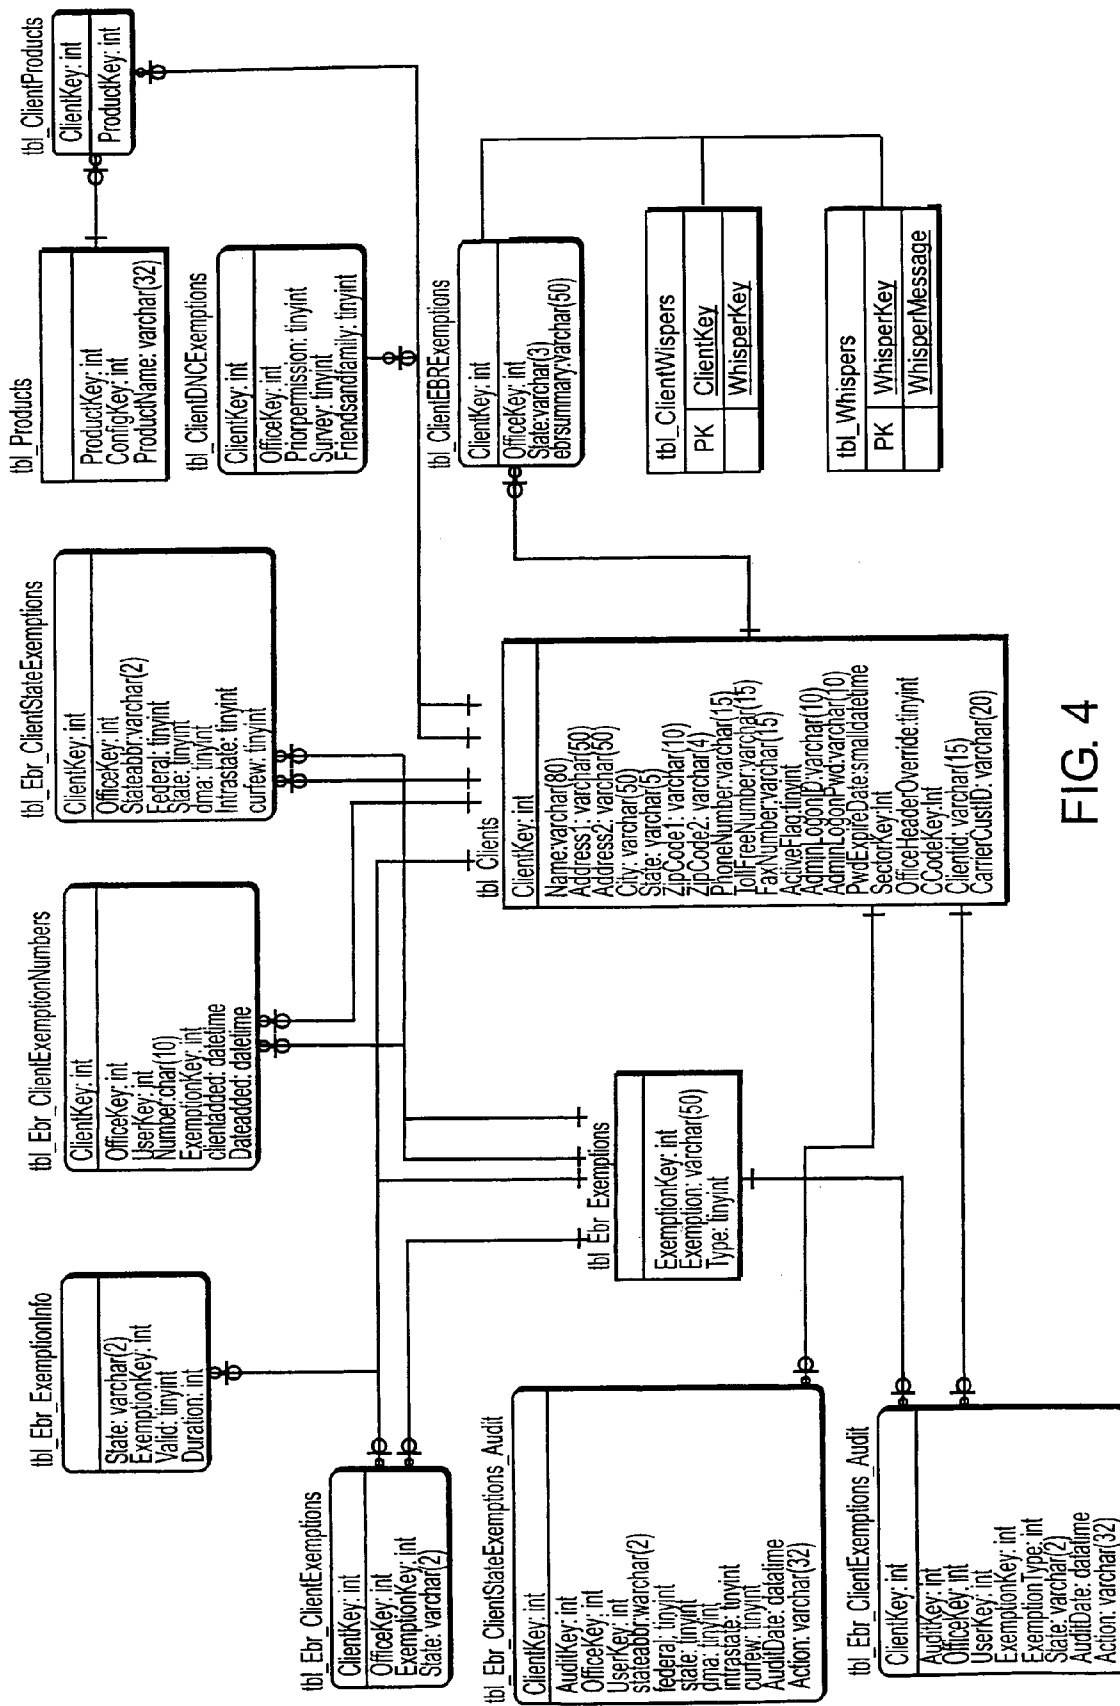 tbl_Ebr_ExemptionInfo
State: varchar(2)
ExemptionKey: int
Valid: tinyint
Duration: int
tbl_Ebr_ClientExemptionNumbers
ClientKey: int
OfficeKey: int
UserKey: int
Number:char(10)
ExemptionKey: int
clientadded: datetime
Dateadded: datetime
tbl_Ebr_ClientStateExemptions
ClientKey: int
OfficeKey: int
Stateabbr:varchar(2)
Federal: tinyint
State: tinyint
dma: tinyint
Intrastate: tinyint
curfew: tinyint
tbl_Products
ProductKey: int
ConfigKey: int
ProductName: varchar(32)
tbl_ClientProducts
ClientKey: int
ProductKey: int
tbl_ClientDNCExemptions
ClientKey: int
OfficeKey: int
Priorpermission: tinyint
Survey: tinyint
Friendsandfamily: tinyint
tbl_Ebr_ClientExemptions
ClientKey: int
OfficeKey: int
ExemptionKey: int
State: varchar(2)
tbl_Ebr_Exemptions
ExemptionKey: int
Exemption: varchar(50)
Type: tinyint
tbl_Clients
ClientKey: int
Name:varchar(80)
Address1: varchar(50)
Address2: varchar(50)
City: varchar(50)
State: varchar(5)
ZipCode1: varchar(10)
ZipCode2: varchar(4)
PhoneNumber:varchar(15)
TollFreeNumber:varchar(15)
FaxNumber:varchar(15)
ActiveFlag:tinyint
AdminLogonID:varchar(10)
AdminLogonPwd:varchar(10)
PwdExpireDate:smalldatetime
SectorKey:Int
OfficeHeaderOverride:tinyint
CCodeKey:Int
Clientid: varchar(15)
CarrierCustID: varchar(20)
tbl_ClientEBRExemptions
ClientKey: int
OfficeKey: int
State:varchar(3)
ebrsummary:varchar(50)
tbl_ClientWispers
PK ClientKey
WhisperKey
tbl_Whispers
PK WhisperKey
WhisperMessage
tbl_Ebr_ClientStateExemptions_Audit
ClientKey: int
AuditKey: int
OfficeKey: int
UserKey: int
stateabbr:warchar(2)
federal: tinyint
state: tinyint
dma: tinyint
intrastate: tinyint
curfew: tinyint
AuditDate: datatime
Action: varchar(32)
tbl_Ebr_ClientExemptions_Audit
ClientKey: int
AuditKey: int
OfficeKey: int
UserKey: int
ExemptionKey: int
ExemptionType: int
State: varchar(2)
AuditDate: datatime
Action: varchar(32)
FIG. 4